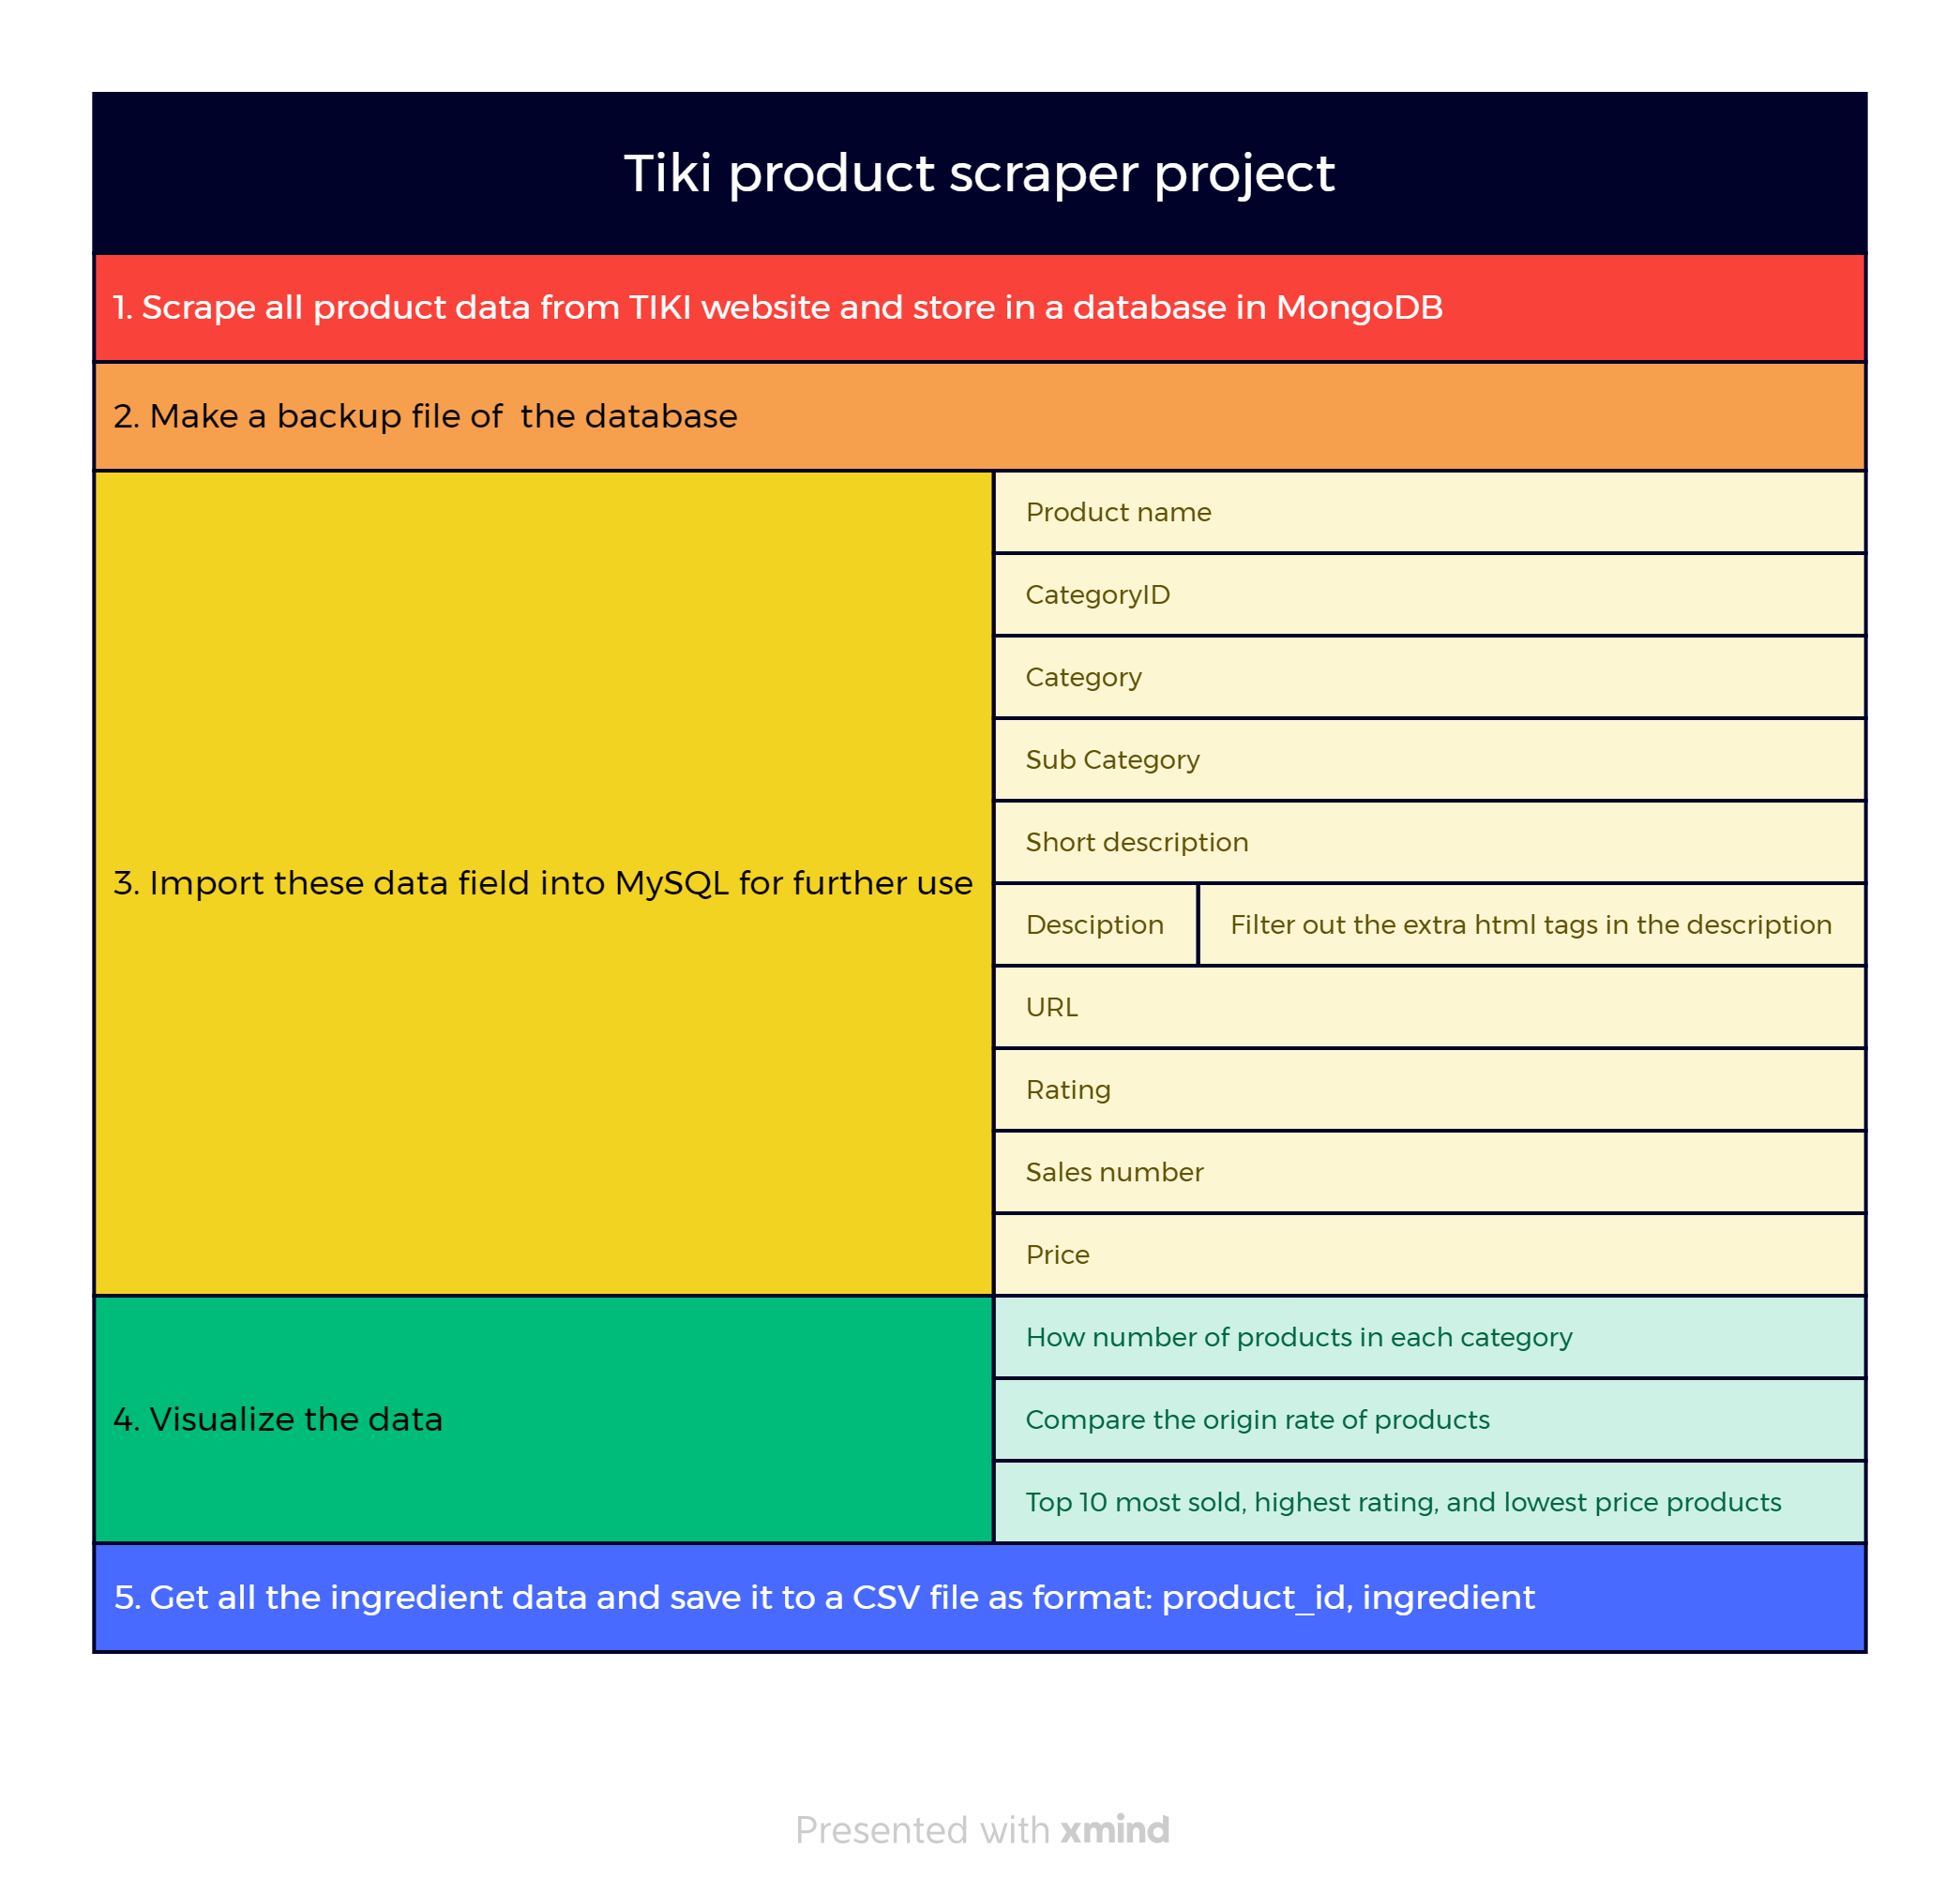 Tiki product scraper project
1. Scrape all product data from TIKI website and store in a database in MongoDB
2. Make a backup file of  the database
3. Import these data field into MySQL for further use
Product name
CategoryID
Category
Sub Category
Short description
Desciption
Filter out the extra html tags in the description
URL
Rating
Sales number
Price
4. Visualize the data
How number of products in each category
Compare the origin rate of products
Top 10 most sold, highest rating, and lowest price products
5. Get all the ingredient data and save it to a CSV file as format: product_id, ingredient
Presented with xmind